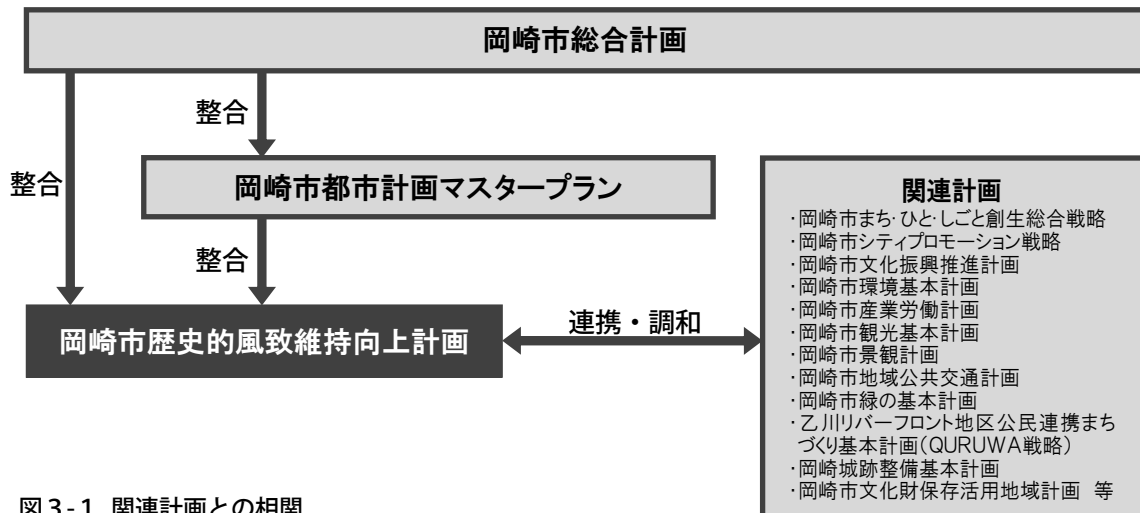 岡崎市総合計画
整合
整合
岡崎市都市計画マスタープラン
整合
岡崎市歴史的風致維持向上計画
連携・調和
関連計画
・岡崎市まち・ひと・しごと創生総合戦略
・岡崎市シティプロモーション戦略
・岡崎市文化振興推進計画
・岡崎市環境基本計画
・岡崎市産業労働計画
・岡崎市観光基本計画
・岡崎市景観計画
・岡崎市地域公共交通計画
・岡崎市緑の基本計画
・乙川リバーフロント地区公民連携まち
づくり基本計画(QURUWA戦略)
・岡崎城跡整備基本計画
・岡崎市文化財保存活用地域計画 等
図3-1 関連計画との相関